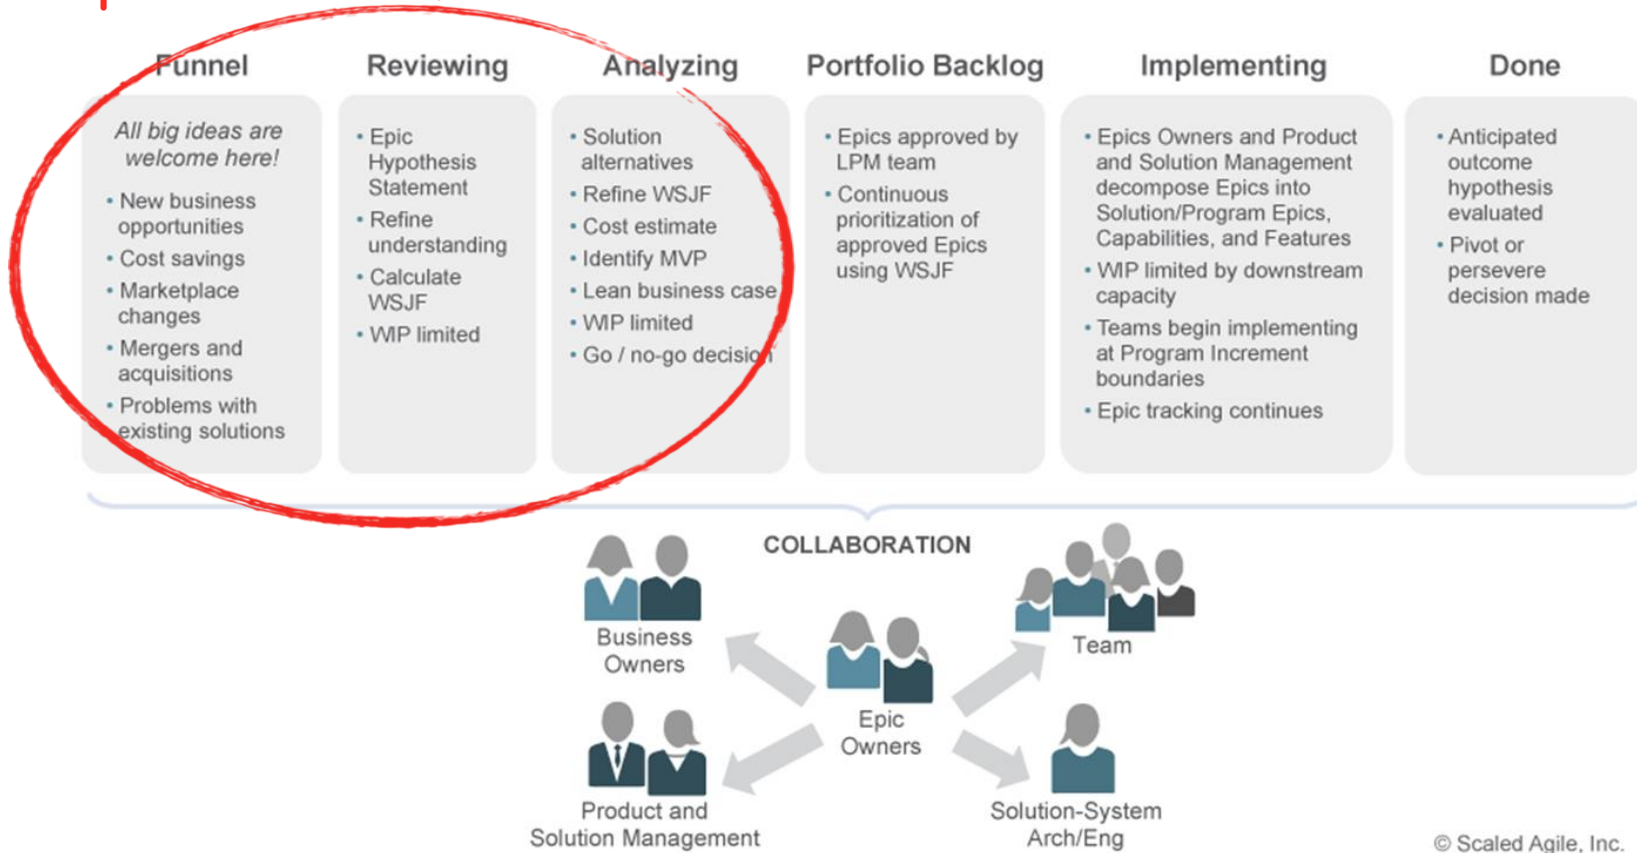 Funnel
All big ideas are
welcome here!
• New business
opportunities
• Cost savings
• Marketplace
changes
• Mergers and
acquisitions
• Problems with
existing solutions
Reviewing
• Epic
Hypothesis
Statement
• Refine
understanding
• Calculate
WSJF
• WIP limited
Analyzing
• Solution
alternatives
• Refine WSJF
• Cost estimate
• Identify MVP
• Lean business case
• WIP limited
• Go / no-go decision
Portfolio Backlog
• Epics approved by
LPM team
• Continuous
prioritization of
approved Epics
using WSJF
Implementing
• Epics Owners and Product
and Solution Management
decompose Epics into
Solution/Program Epics,
Capabilities, and Features
• WIP limited by downstream
capacity
• Teams begin implementing
at Program Increment
boundaries
• Epic tracking continues
Done
• Anticipated
outcome
hypothesis
evaluated
• Pivot or
persevere
decision made
COLLABORATION
Business
Owners
Team
Epic
Owners
Product and
Solution Management
Solution-System
Arch/Eng
© Scaled Agile, Inc.